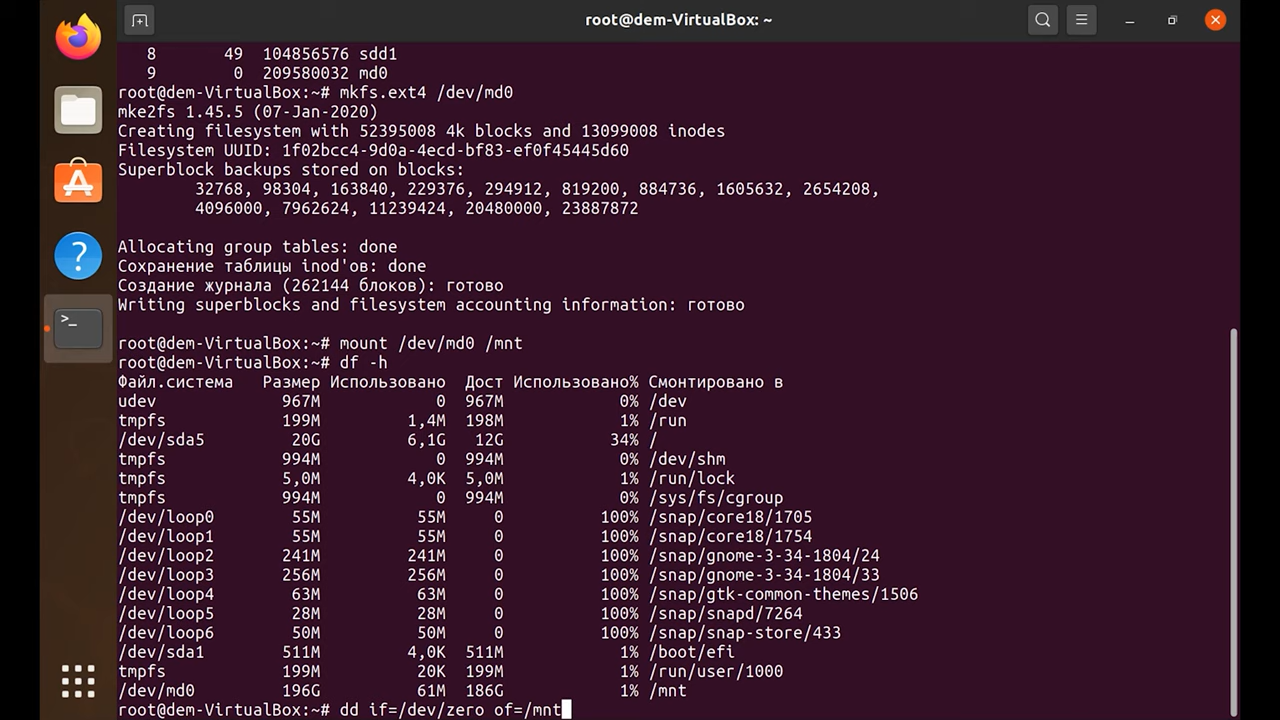 root@dem-VirtualBox: ~
8 49 104856576 sdd1
9 0 209580032 md0
root@dem-VirtualBox:~# mkfs.ext4 /dev/md0
mke2fs 1.45.5 (07-Jan-2020)
Creating filesystem with 52395008 4k blocks and 13099008 inodes
Filesystem UUID: 1f02bcc4-9d0a-4ecd-bf83-ef0f45445d60
Superblock backups stored on blocks:
32768, 98304, 163840, 229376, 294912, 819200, 884736, 1605632, 2654208,
4096000, 7962624, 11239424, 20480000, 23887872
Allocating group tables: done
Сохранение таблицы inod'ов: done
Создание журнала (262144 блоков): готово
Writing superblocks and filesystem accounting information: готово
root@dem-VirtualBox:~# mount /dev/md0 /mnt
root@dem-VirtualBox:~# df -h
Файл.система Размер Использовано Дост Использовано% Смонтировано в
udev 967M 0 967M 0% /dev
tmpfs 199M 1,4M 198M 1% /run
/dev/sda5 20G 6,1G 12G 34% /
tmpfs 994M 0 994M 0% /dev/shm
tmpfs 5,0M 4,0K 5,0M 1% /run/lock
tmpfs 994M 0 994M 0% /sys/fs/cgroup
/dev/loop0 55M 55M 0 100% /snap/core18/1705
/dev/loop1 55M 55M 0 100% /snap/core18/1754
/dev/loop2 241M 241M 0 100% /snap/gnome-3-34-1804/24
/dev/loop3 256M 256M 0 100% /snap/gnome-3-34-1804/33
/dev/loop4 63M 63M 0 100% /snap/gtk-common-themes/1506
/dev/loop5 28M 28M 0 100% /snap/snapd/7264
/dev/loop6 50M 50M 0 100% /snap/snap-store/433
/dev/sda1 511M 4,0K 511M 1% /boot/efi
tmpfs 199M 20K 199M 1% /run/user/1000
/dev/md0 196G 61M 186G 1% /mnt
root@dem-VirtualBox:~# dd if=/dev/zero of=/mnt